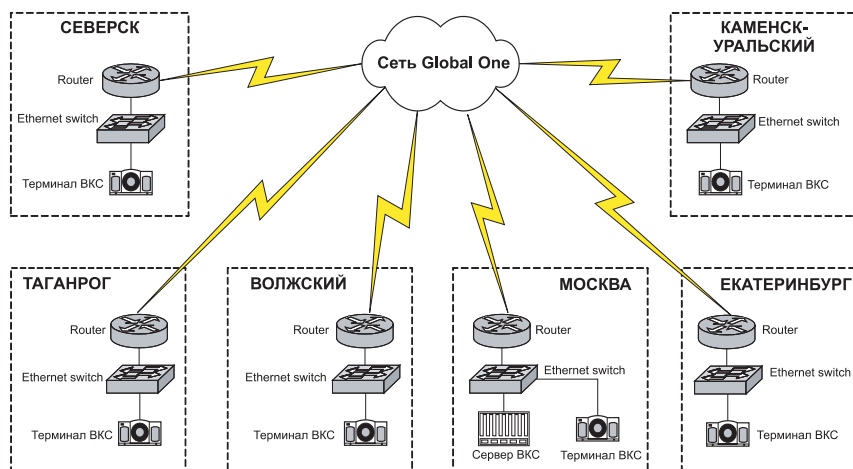 СЕВЕРСК
Router
Ethernet switch
Терминал ВКС
Сеть Global One
КАМЕНСК-
УРАЛЬСКИЙ
Router
Ethernet switch
Терминал ВКС
ТАГАНРОГ
Router
Ethernet switch
Терминал ВКС
ВОЛЖСКИЙ
Router
Ethernet switch
Терминал ВКС
МОСКВА
Router
Ethernet switch
Сервер ВКС
Терминал ВКС
ЕКАТЕРИНБУРГ
Router
Ethernet switch
Терминал ВКС